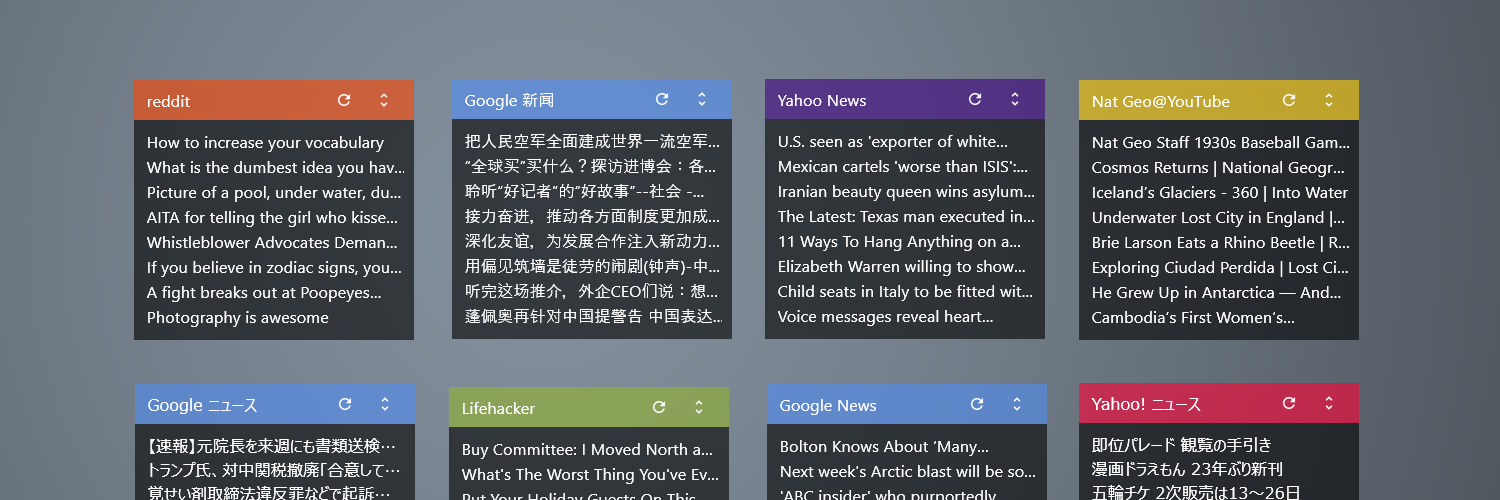 reddit
How to increase your vocabulary
What is the dumbest idea you hav...
Picture of a pool, under water, du...
AITA for telling the girl who kisse...
Whistleblower Advocates Deman...
If you believe in zodiac signs, you...
A fight breaks out at Poopeyes...
Photography is awesome
Google 新闻
把人民空军全面建成世界一流空军...
“全球买”买什么？探访进博会：各...
聆听“好记者“的”好故事”--社会 -...
接力奋进，推动各方面制度更加成...
深化友谊，为发展合作注入新动力...
用偏见筑墙是徒劳的闹剧(钟声)-中...
听完这场推介，外企CEO们说：想...
蓬佩奥再针对中国提警告 中国表达...
Yahoo News
U.S. seen as 'exporter of white...
Mexican cartels 'worse than ISIS':...
Iranian beauty queen wins asylum...
The Latest: Texas man executed in...
11 Ways To Hang Anything on a...
Elizabeth Warren willing to show...
Child seats in Italy to be fitted wit...
Voice messages reveal heart...
Nat Geo@YouTube
Nat Geo Staff 1930s Baseball Gam...
Cosmos Returns | National Geogr...
Iceland’s Glaciers - 360 | Into Water
Underwater Lost City in England |...
Brie Larson Eats a Rhino Beetle | R...
Exploring Ciudad Perdida | Lost Ci...
He Grew Up in Antarctica — And...
Cambodia’s First Women’s...
Google ニュース
【速報】元院長を来週にも書類送検…
トランプ氏、対中関税撤廃「合意して…
覚せい剤取締法違反罪などで起訴…
Lifehacker
Buy Committee: I Moved North a...
What's The Worst Thing You've Ev...
Put Your Holiday Guests On This
Google News
Bolton Knows About ‘Many...
Next week's Arctic blast will be so...
'ABC insider' who purportedly
Yahoo! ニュース
即位パレード 観覧の手引き
漫画ドラえもん 23年ぶり新刊
五輪チケ 2次販売は13～26日